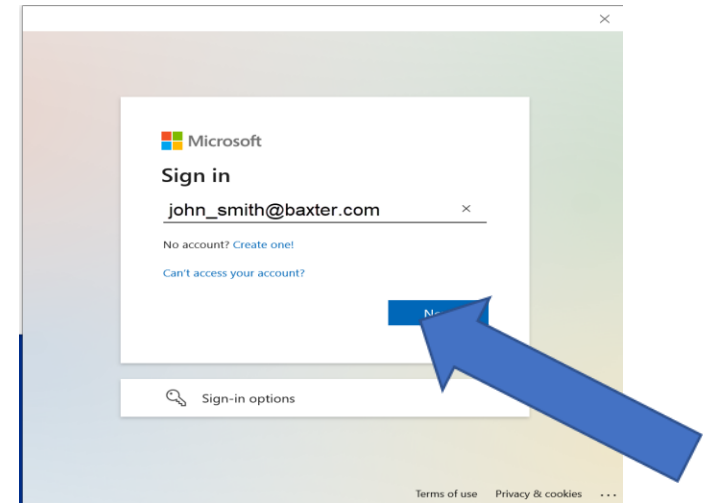 Microsoft
Sign in
john_smith@baxter.com
No account? Create one!
Can't access your account?
Sign-in options
Terms of use Privacy & cookies ...